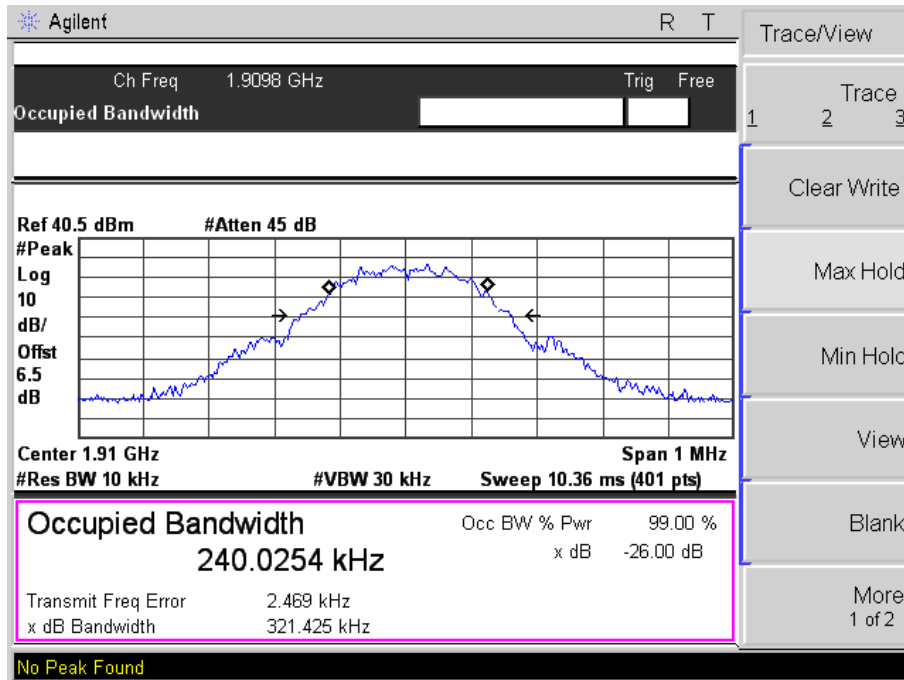 Agilent R T
Trace/View
Ch Freq 1.9098 GHz Trig Free
Occupied Bandwidth
Trace
1 2 3
Clear Write
Max Hold
Min Hold
View
Blank
More
1 of 2
Ref 40.5 dBm #Atten 45 dB
#Peak
Log
10
dB/
Offst
6.5
dB
Center 1.91 GHz Span 1 MHz
#Res BW 10 kHz #VBW 30 kHz Sweep 10.36 ms (401 pts)
Occupied Bandwidth Occ BW % Pwr 99.00 %
240.0254 kHz x dB -26.00 dB
Transmit Freq Error 2.469 kHz
x dB Bandwidth 321.425 kHz
No Peak Found